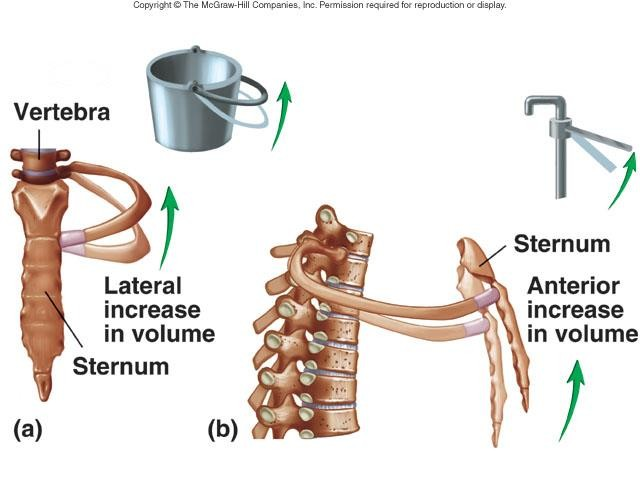 Copyright © The McGraw-Hill Companies, Inc. Permission required for reproduction or display.
Vertebra
Lateral
increase
in volume
Sternum
(a)
Sternum
Anterior
increase
in volume
(b)